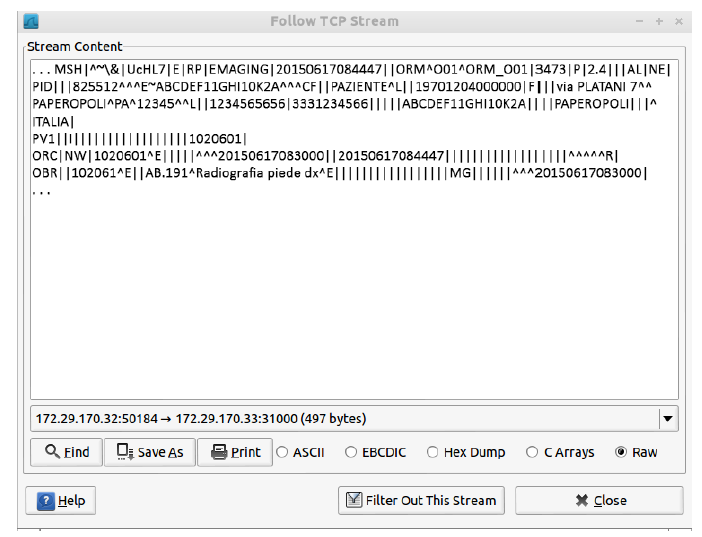 Follow TCP Stream
Stream Content
... MSH|^~\&|UcHL7|E|RP|EMAGING|20150617084447||ORM^O01^ORM_O01|3473|P|2.4|||AL|NE|
PID|||825512^^^E~ABCDEF11GHI10K2A^^^CF||PAZIENTE^L||19701204000000|F|||via PLATANI 7^^
PAPEROPOLI^PA^12345^^L||1234565656|3331234566|||||ABCDEF11GHI10K2A||||PAPEROPOLI|||^
ITALIA|
PV1||I|||||||||||||||||1020601|
ORC|NW|1020601^E|||||^^^20150617083000||20150617084447||||||||||||||||||||^^^^^R|
OBR||102061^E||AB.191^Radiografia piede dx^E||||||||||||||||||||MG||||||^^^20150617083000|
...
172.29.170.32:50184 → 172.29.170.33:31000 (497 bytes)
Find Save As Print ASCII EBCDIC Hex Dump C Arrays Raw
Help Filter Out This Stream Close